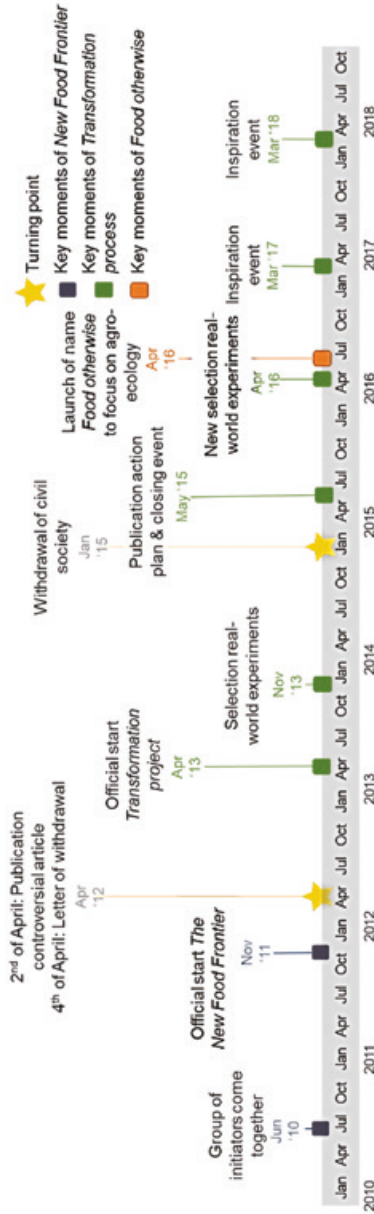 2nd of April: Publication
controversial article
4th of April: Letter of withdrawal
Apr
'12
Withdrawal of civil
society
Jan
'15
Turning point
Key moments of New Food Frontier
Key moments of Transformation
process
Key moments of Food otherwise
Launch of name
Food otherwise
to focus on agro-
ecology
Apr
'16
Official start
Transformation
project
Apr
'13
Publication action
plan & closing event
May '15
Official start The
New Food Frontier
Nov
'11
Group of
initiators come
together
Jun
'10
Selection real-
world experiments
Nov
'13
New selection real-
world experiments
Apr
'16
Inspiration
event
Mar '17
Inspiration
event
Mar '18
Jan Apr Jul Oct Jan Apr Jul Oct Jan Apr Jul Oct Jan Apr Jul Oct Jan Apr Jul Oct Jan Apr Jul Oct Jan Apr Jul Oct Jan Apr Jul Oct Jan Apr Jul Oct
2010 2011 2012 2013 2014 2015 2016 2017 2018